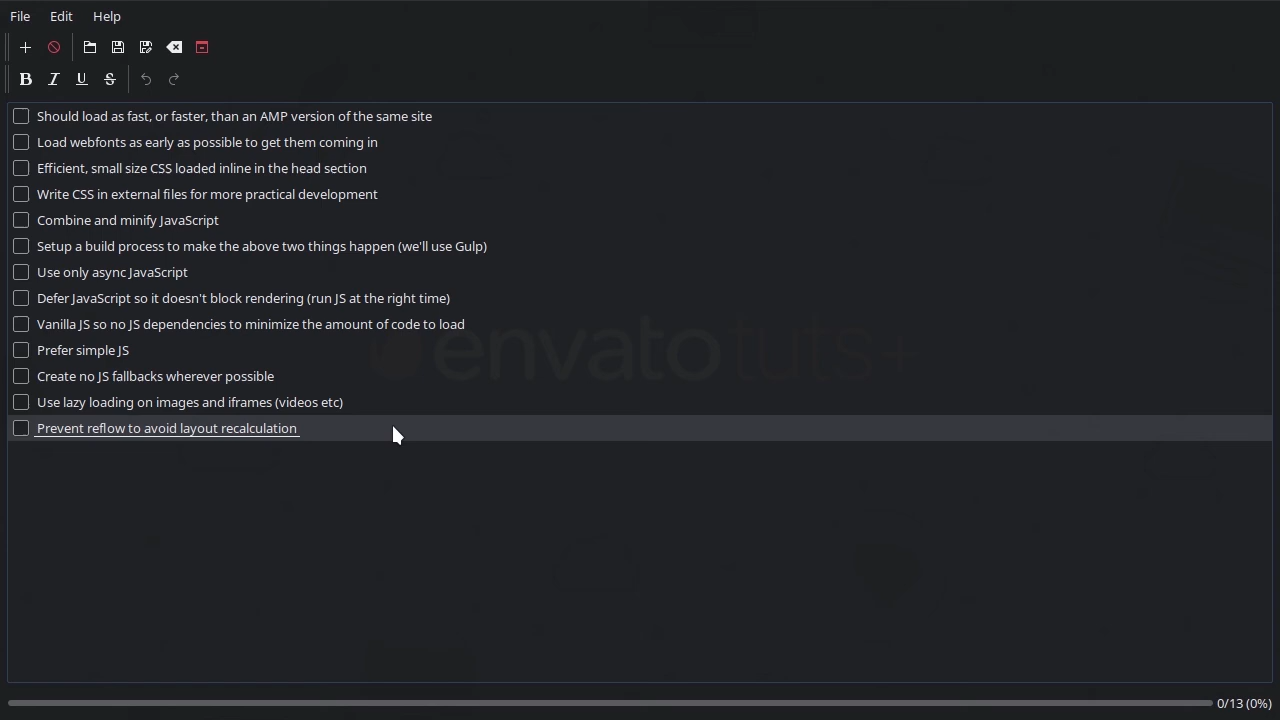 File Edit Help
B I U S
Should load as fast, or faster, than an AMP version of the same site
Load webfonts as early as possible to get them coming in
Efficient, small size CSS loaded inline in the head section
Write CSS in external files for more practical development
Combine and minify JavaScript
Setup a build process to make the above two things happen (we'll use Gulp)
Use only async JavaScript
Defer JavaScript so it doesn't block rendering (run JS at the right time)
Vanilla JS so no JS dependencies to minimize the amount of code to load
Prefer simple JS
envatotuts+
Create no JS fallbacks wherever possible
Use lazy loading on images and iframes (videos etc)
Prevent reflow to avoid layout recalculation
0/13 (0%)